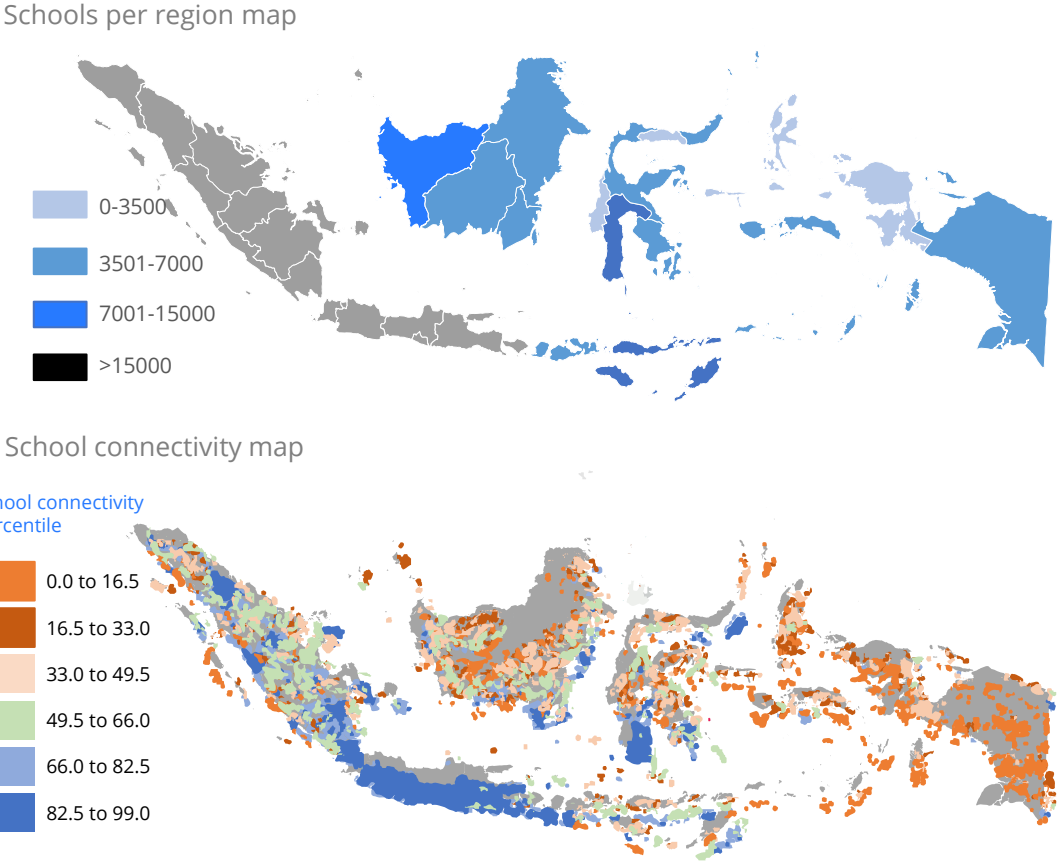 Schools per region map
0-3500
3501-7000
7001-15000
>15000
School connectivity map
connectivity
0.0 to 16.5
16.5 to 33.0
33.0 to 49.5
49.5 to 66.0
66.0 to 82.5
82.5 to 99.0